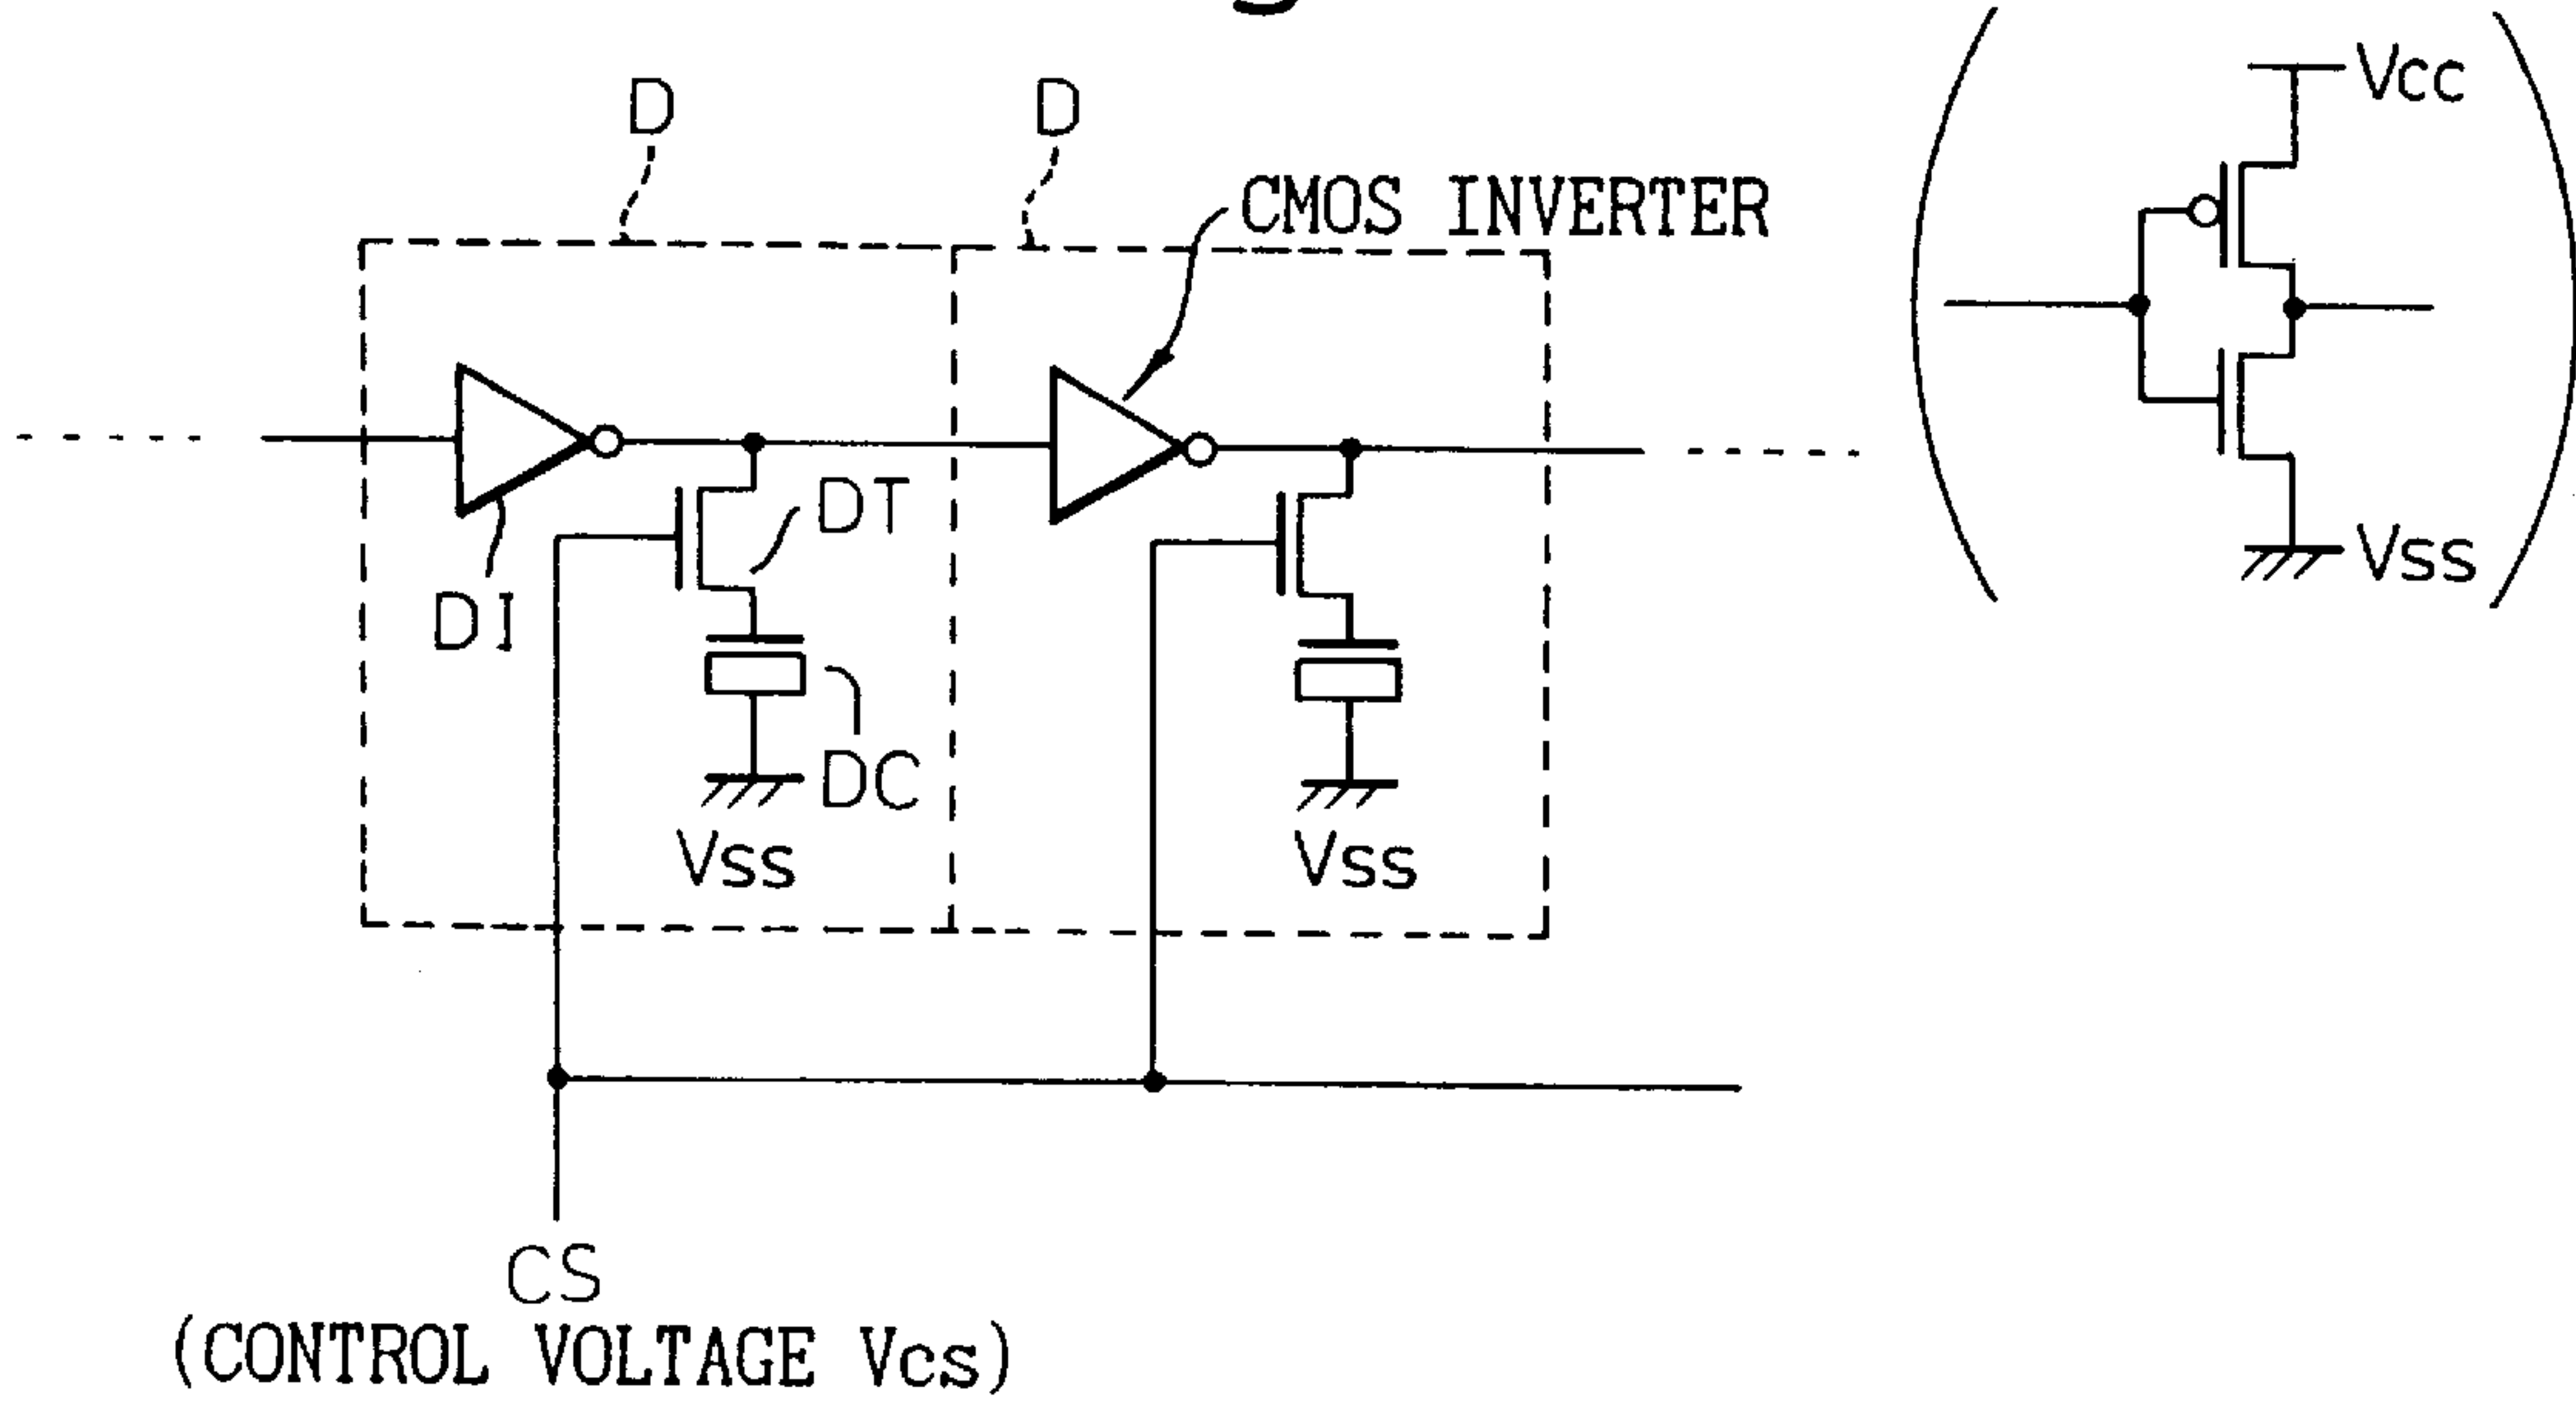 D
D
Vcc
CMOS INVERTER
DT
DI
Vss
DC
Vss
Vss
CS
(CONTROL VOLTAGE Vcs)